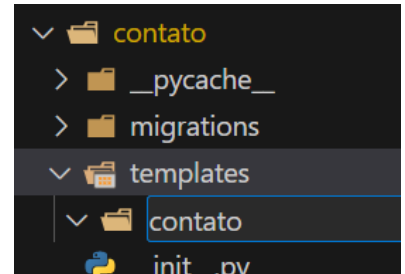 contato
__pycache__
migrations
templates
contato
__init__.py